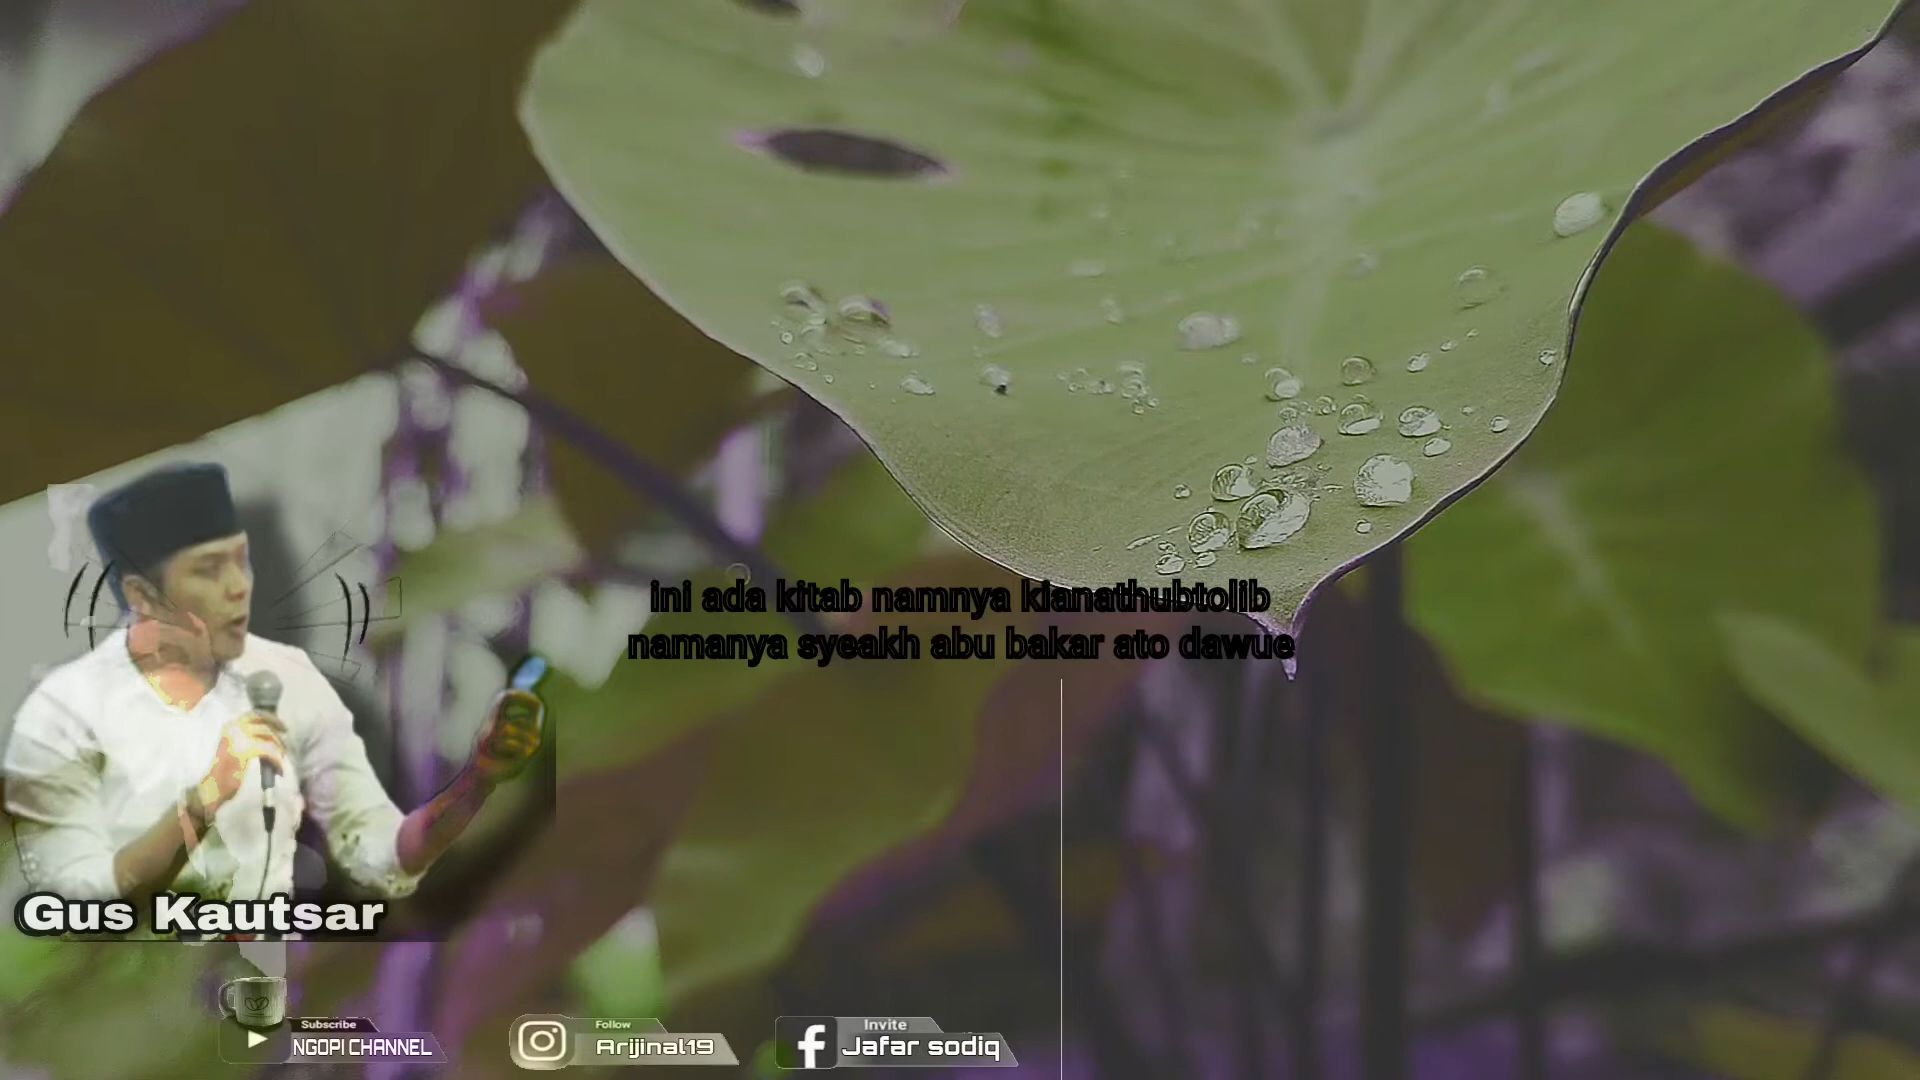 ini ada kitab namnya kianathubtolib
namanya syeakh abu bakar ato dawue
Gus Kautsar
Subscribe
NGOPI CHANNEL
Follow
Arijinal19
Invite
Jafar sodiq